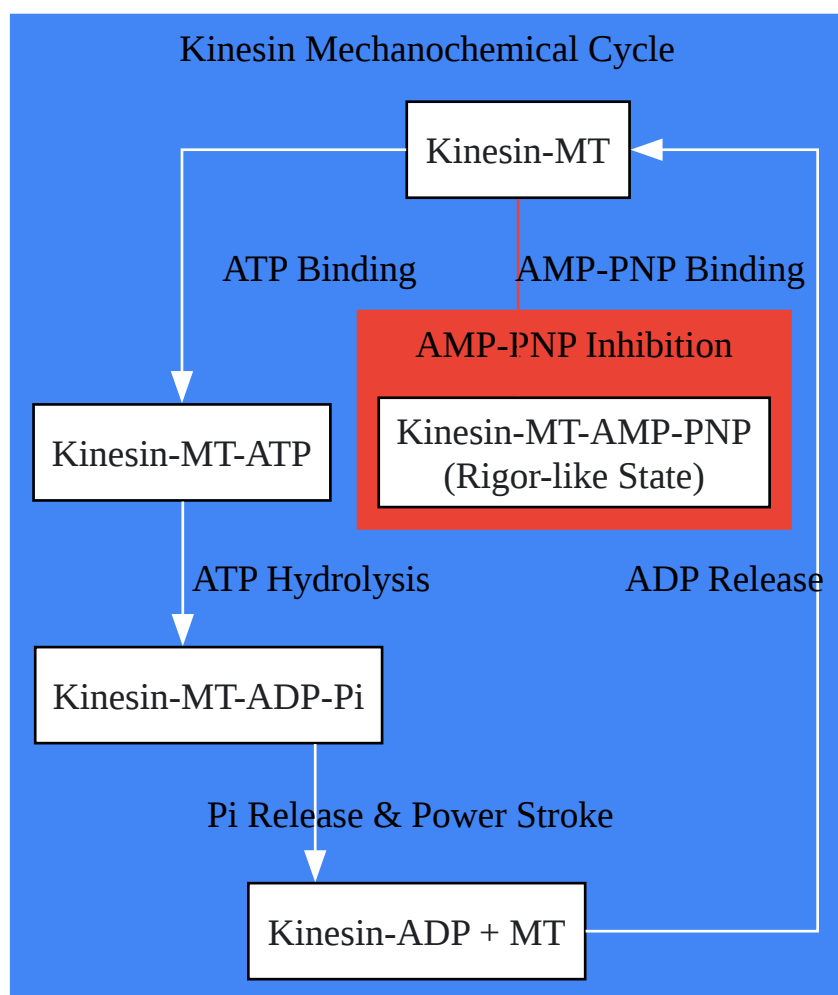 Kinesin Mechanochemical Cycle
Kinesin-MT
ATP Binding
AMP-PNP Binding
AMP-PNP Inhibition
Kinesin-MT-ATP
Kinesin-MT-AMP-PNP
(Rigor-like State)
ATP Hydrolysis
ADP Release
Kinesin-MT-ADP-Pi
Pi Release & Power Stroke
Kinesin-ADP + MT